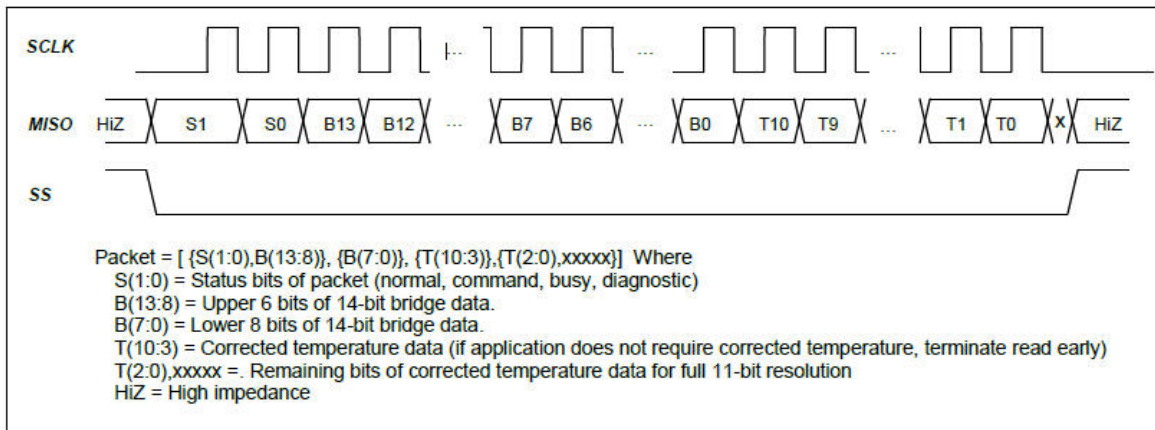 SCLK ... ... ...
MISO HiZ S1 S0 B13 B12 ... B7 B6 ... B0 T10 T9 ... T1 T0 X HiZ
SS
Packet = [ {S(1:0),B(13:8)}, {B(7:0)}, {T(10:3)},{T(2:0),xxxxx}] Where
S(1:0) = Status bits of packet (normal, command, busy, diagnostic)
B(13:8) = Upper 6 bits of 14-bit bridge data.
B(7:0) = Lower 8 bits of 14-bit bridge data.
T(10:3) = Corrected temperature data (if application does not require corrected temperature, terminate read early)
T(2:0),xxxxx =. Remaining bits of corrected temperature data for full 11-bit resolution
HiZ = High impedance